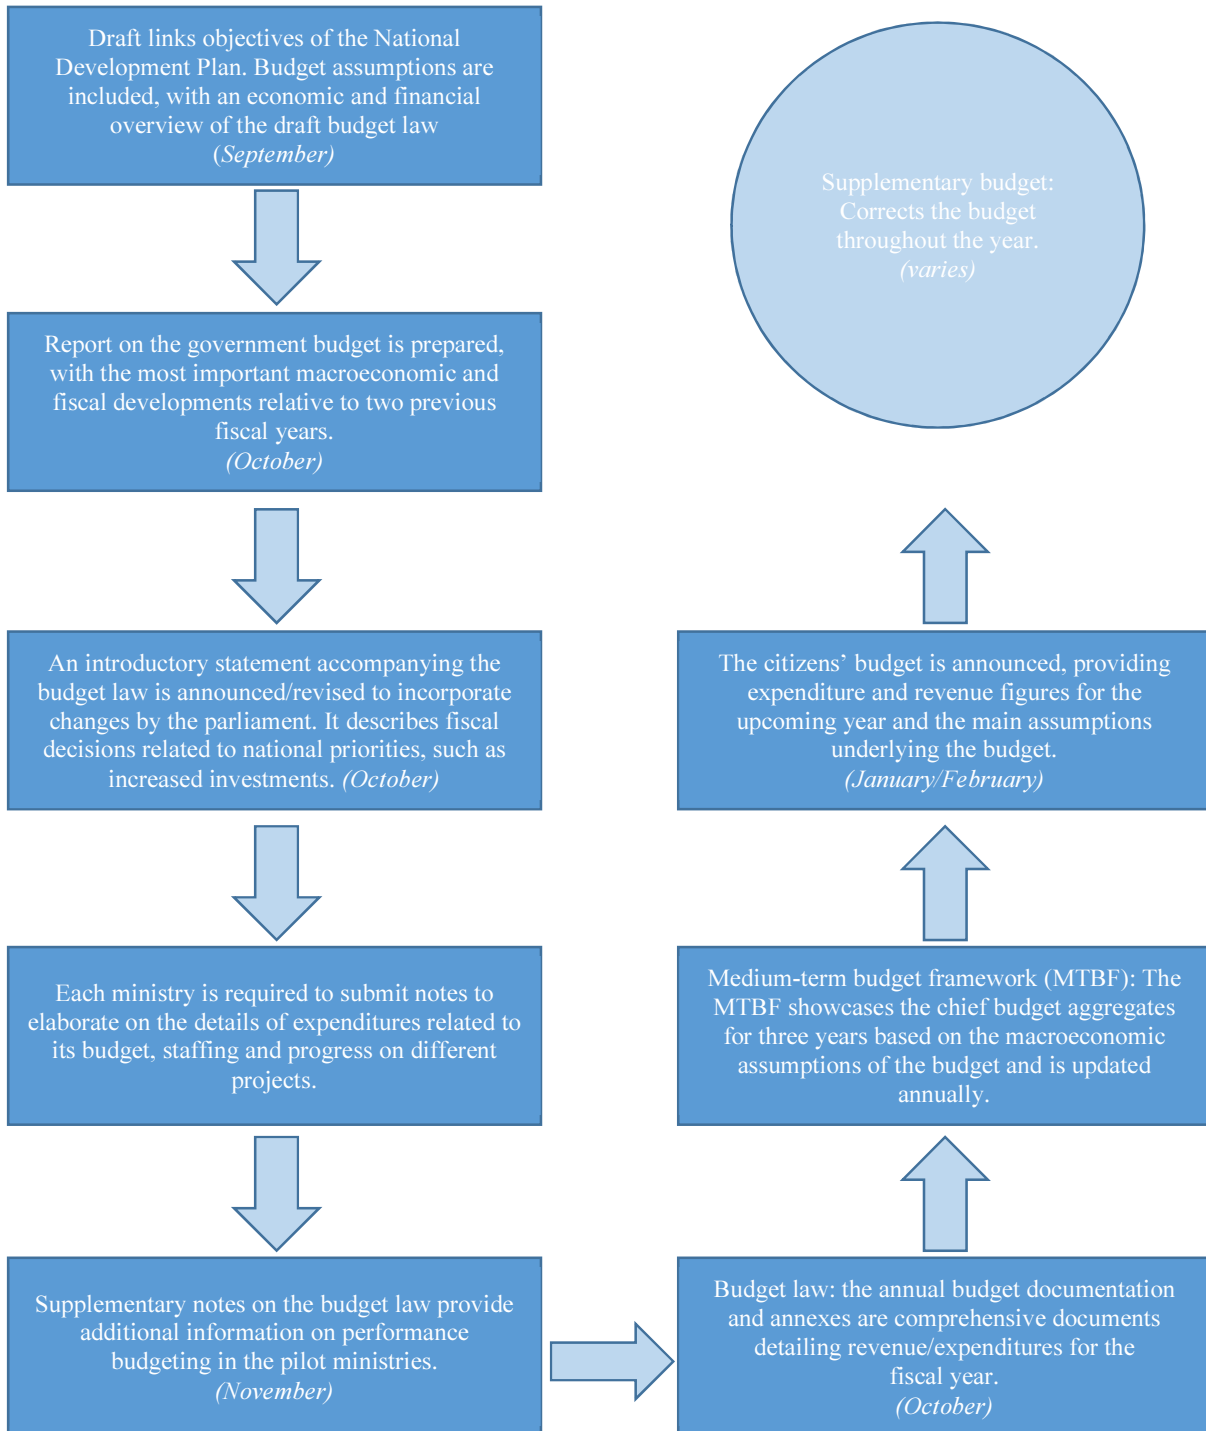 Draft links objectives of the National
Development Plan. Budget assumptions are
included, with an economic and financial
overview of the draft budget law
(September)
Report on the government budget is prepared,
with the most important macroeconomic and
fiscal developments relative to two previous
fiscal years.
(October)
An introductory statement accompanying the
budget law is announced/revised to incorporate
changes by the parliament. It describes fiscal
decisions related to national priorities, such as
increased investments. (October)
Each ministry is required to submit notes to
elaborate on the details of expenditures related to
its budget, staffing and progress on different
projects.
Supplementary notes on the budget law provide
additional information on performance
budgeting in the pilot ministries.
(November)
Budget law: the annual budget documentation
and annexes are comprehensive documents
detailing revenue/expenditures for the
fiscal year.
(October)
Medium-term budget framework (MTBF): The
MTBF showcases the chief budget aggregates
for three years based on the macroeconomic
assumptions of the budget and is updated
annually.
The citizens’ budget is announced, providing
expenditure and revenue figures for the
upcoming year and the main assumptions
underlying the budget.
(January/February)
Supplementary budget:
Corrects the budget
throughout the year.
(varies)